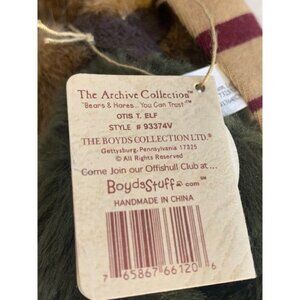 The Archive Collection™
"Bears & Hares... You Can Trust"™
OTIS T. ELF
STYLE # 93374V
THE BOYDS COLLECTION LTD.®
Gettysburg, Pennsylvania 17325
© All Rights Reserved
Come Join our Offishull Club at ...
BoydsStuff.com™
HANDMADE IN CHINA
7 65867 66120 6